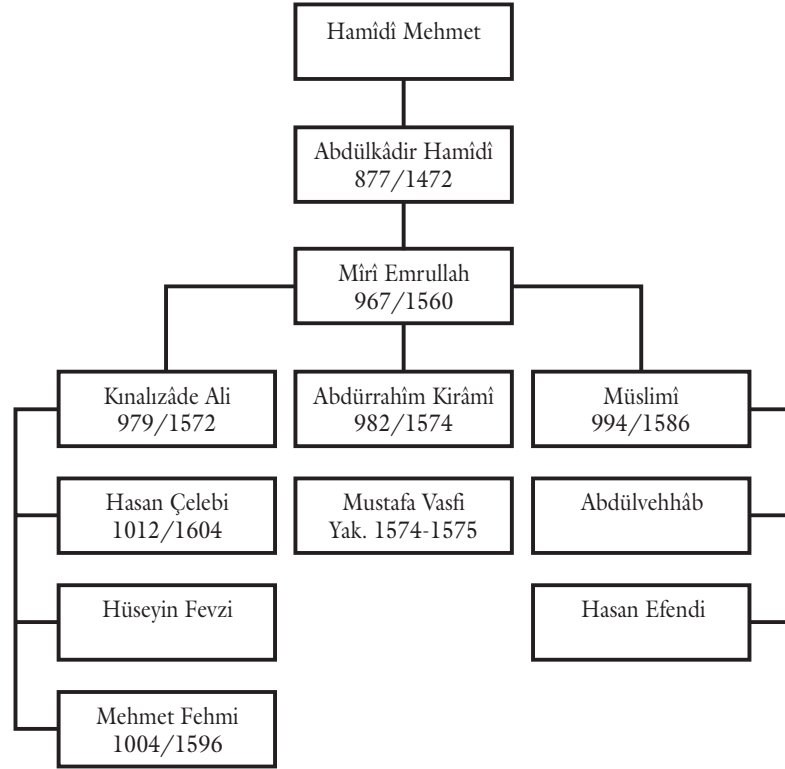 Hamîdî Mehmet
Abdülkâdir Hamîdî
877/1472
Mîrî Emrullah
967/1560
Kınalızâde Ali
979/1572
Abdürrahîm Kirâmî
982/1574
Müslimî
994/1586
Hasan Çelebi
1012/1604
Mustafa Vasfi
Yak. 1574-1575
Abdülvehhâb
Hüseyin Fevzi
Hasan Efendi
Mehmet Fehmi
1004/1596